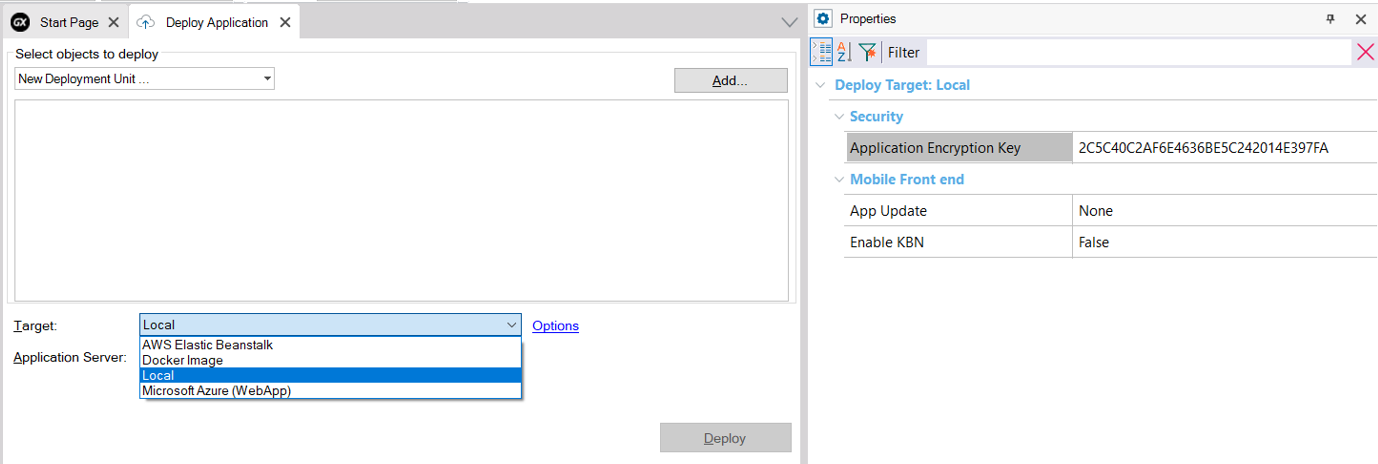 GX Start Page
Deploy Application
Select objects to deploy
New Deployment Unit ...
Add...
Target:
Local
Options
AWS Elastic Beanstalk
Docker Image
Local
Microsoft Azure (WebApp)
Application Server:
Deploy
Properties
A Z Filter
Deploy Target: Local
Security
Application Encryption Key 2C5C40C2AF6E4636BE5C242014E397FA
Mobile Front end
App Update None
Enable KBN False